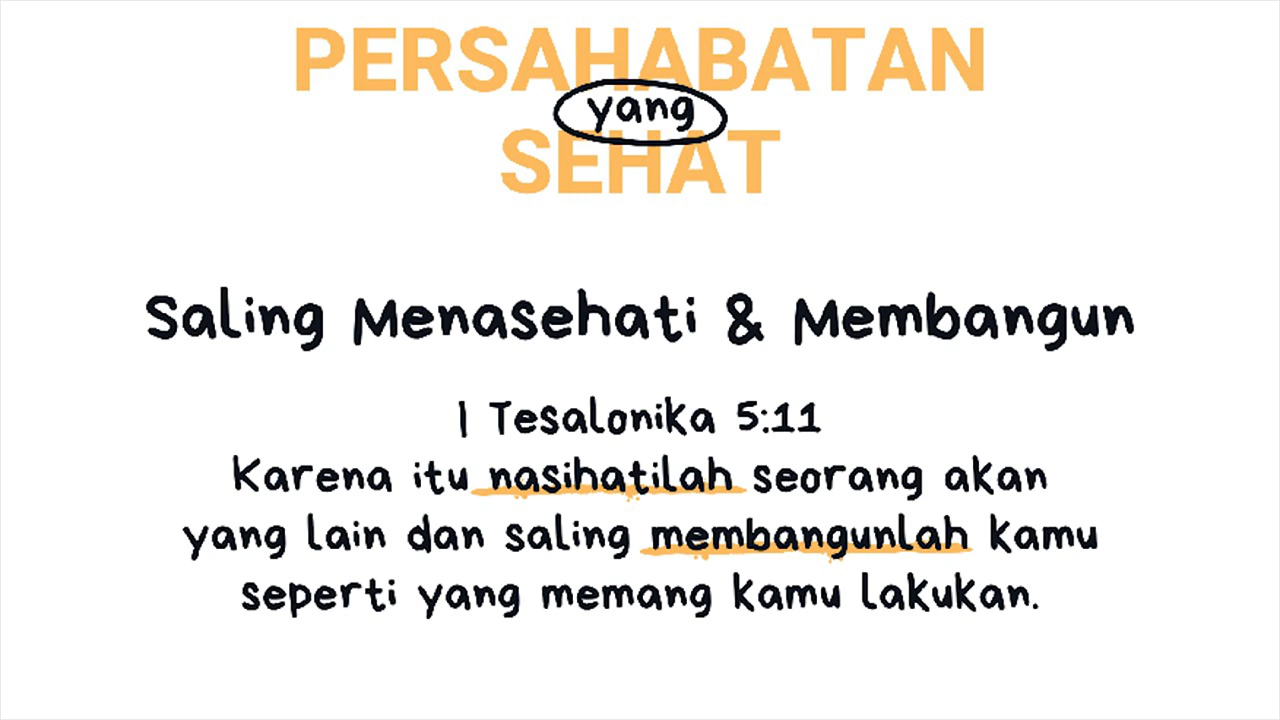 PERSAHABATAN
yang
SEHAT
Saling Menasehati & Membangun
1 Tesalonika 5:11
Karena itu nasihatilah seorang akan
yang lain dan saling membangunlah kamu
seperti yang memang kamu lakukan.